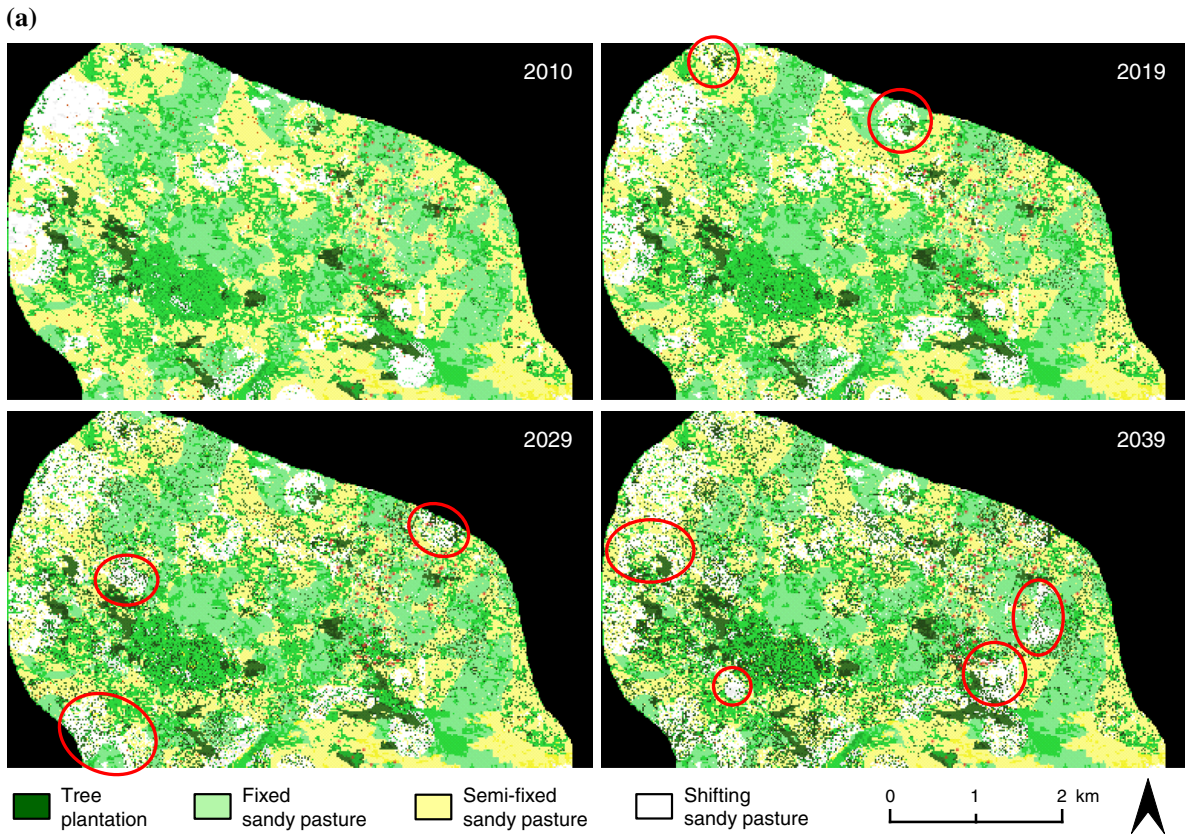 (a)
2010
2019
2029
2039
Tree
plantation
Fixed
sandy pasture
Semi-fixed
sandy pasture
Shifting
sandy pasture
0 1 2 km